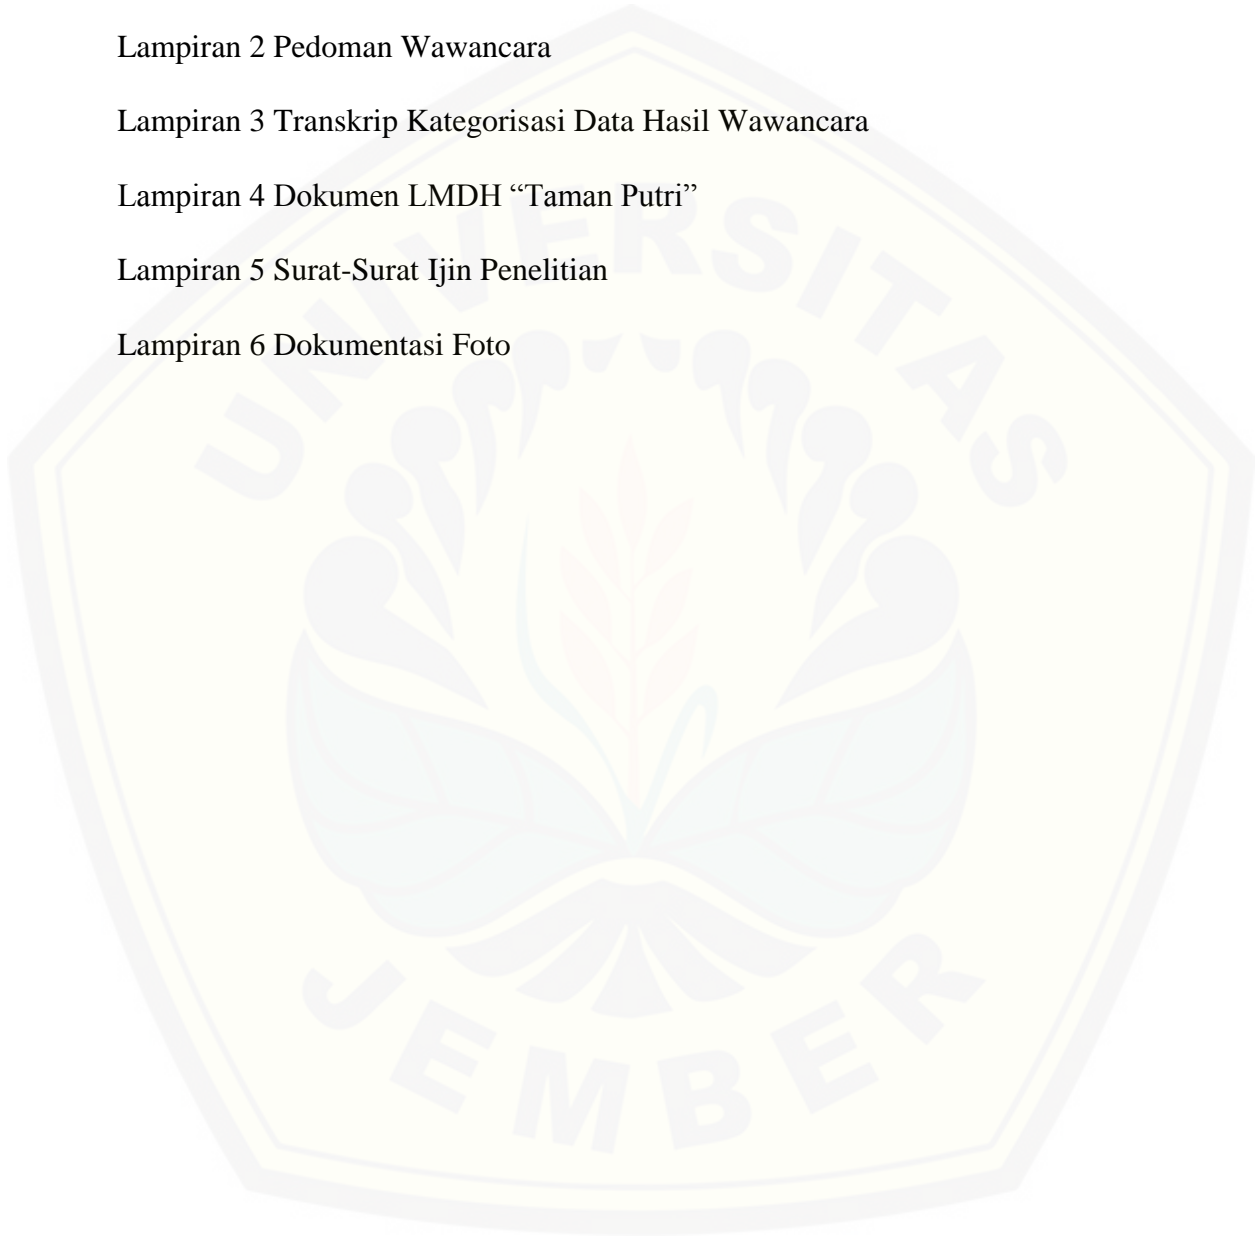 Lampiran 2 Pedoman Wawancara
Lampiran 3 Transkrip Kategorisasi Data Hasil Wawancara
Lampiran 4 Dokumen LMDH “Taman Putri”
Lampiran 5 Surat-Surat Ijin Penelitian
Lampiran 6 Dokumentasi Foto
UNIVERSITAS
JEMBER